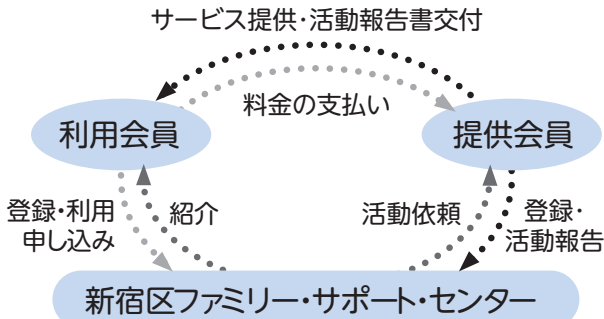 サービス提供・活動報告書交付
料金の支払い
利用会員
提供会員
登録・利用
申し込み
紹介
活動依頼
登録・
活動報告
新宿区ファミリー・サポート・センター